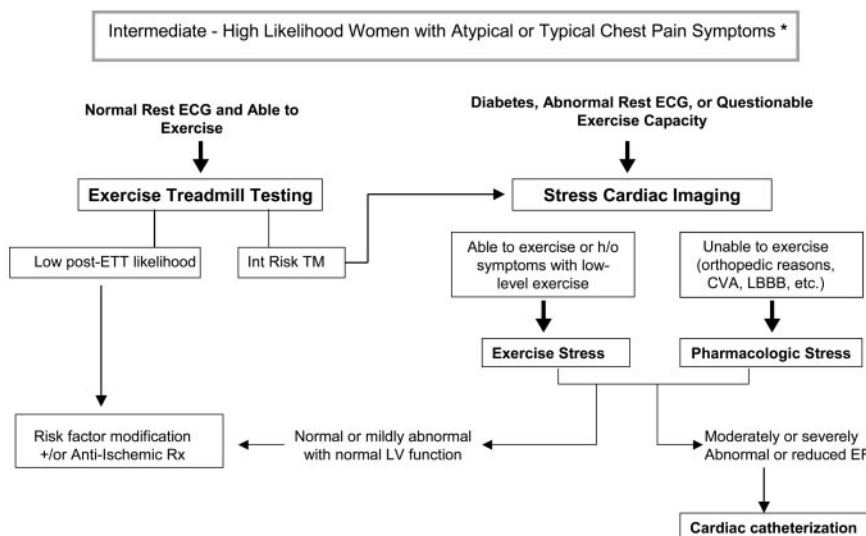 Intermediate - High Likelihood Women with Atypical or Typical Chest Pain Symptoms *
Normal Rest ECG and Able to
Exercise
Diabetes, Abnormal Rest ECG, or Questionable
Exercise Capacity
Exercise Treadmill Testing
Stress Cardiac Imaging
Low post-ETT likelihood
Int Risk TM
Able to exercise or h/o
symptoms with low-
level exercise
Unable to exercise
(orthopedic reasons,
CVA, LBBB, etc.)
Exercise Stress
Pharmacologic Stress
Risk factor modification
+/or Anti-Ischemic Rx
Normal or mildly abnormal
with normal LV function
Moderately or severely
Abnormal or reduced EF
Cardiac catheterization